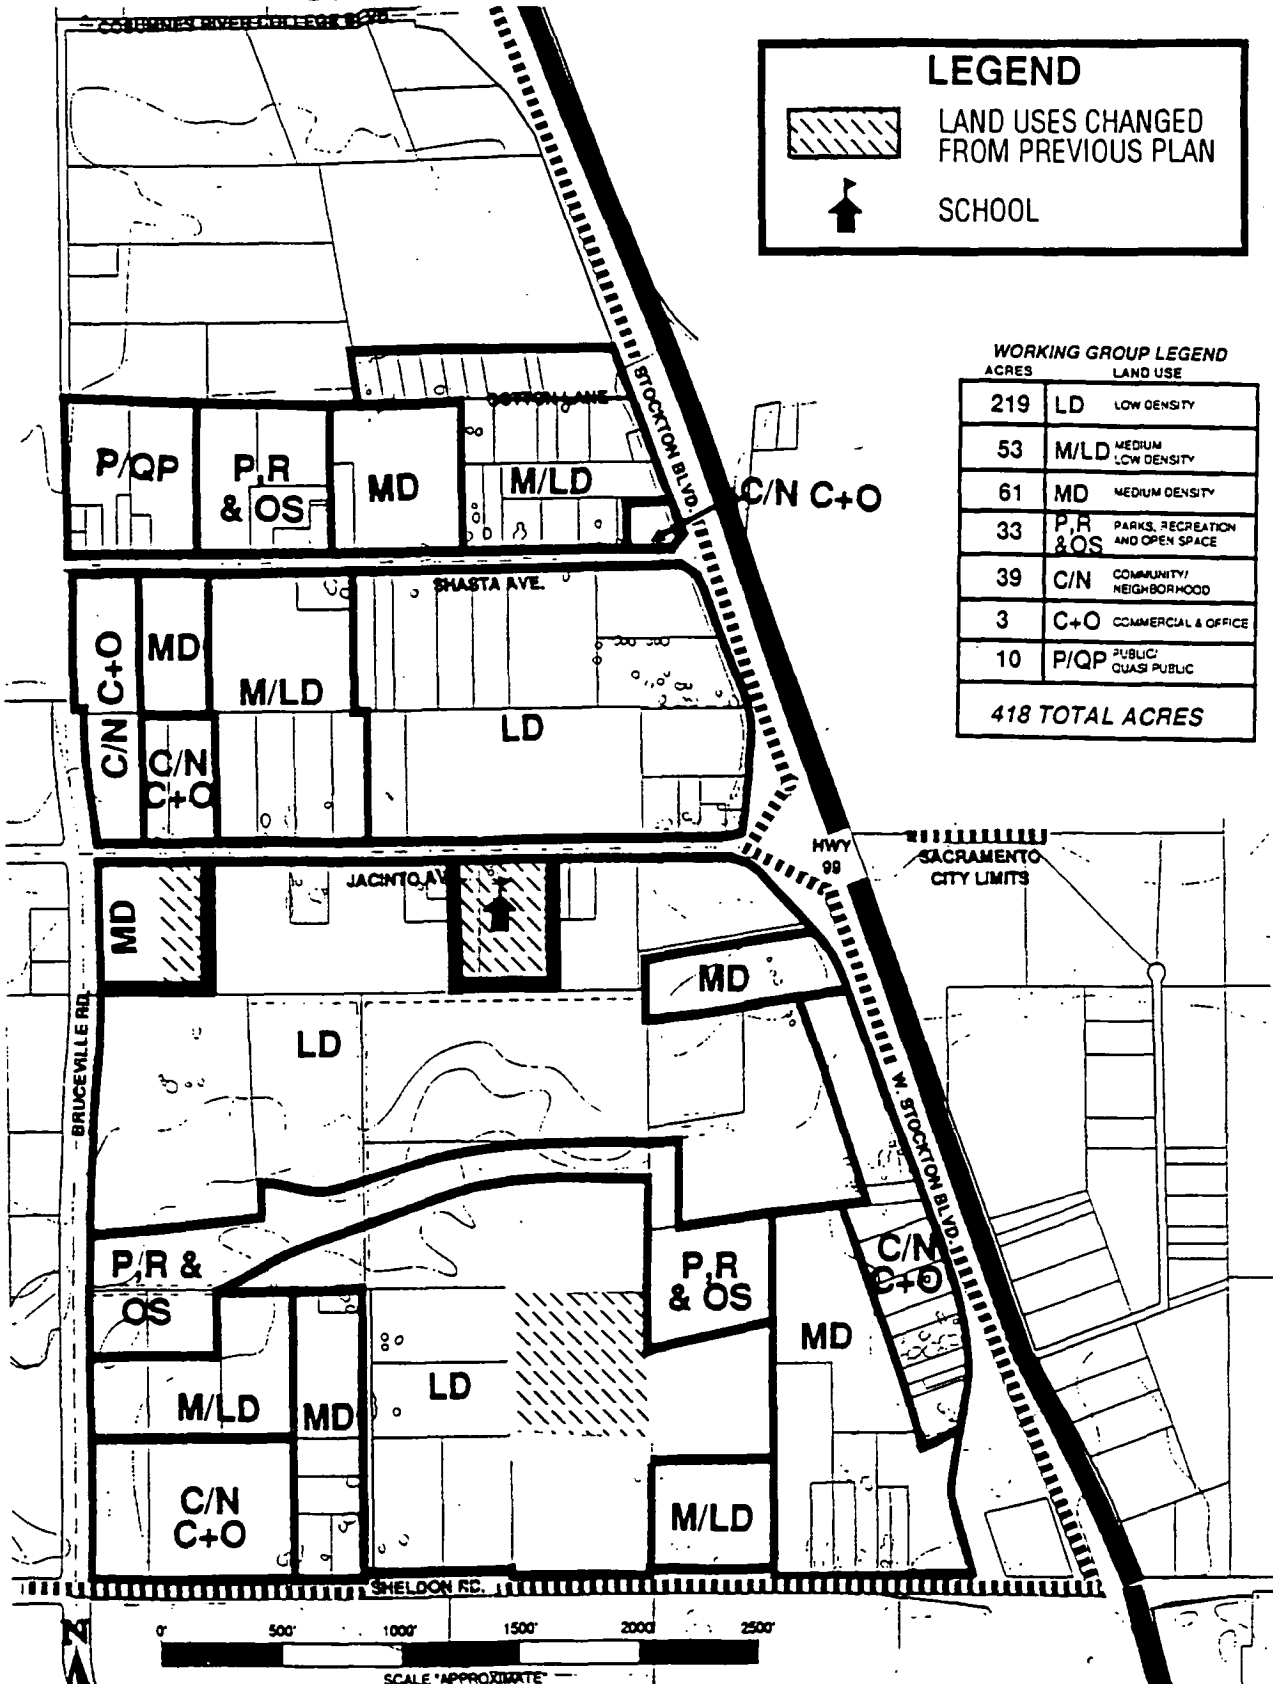 COSUMNES RIVER COLLEGE BLVD.
LEGEND
LAND USES CHANGED
FROM PREVIOUS PLAN
SCHOOL
WORKING GROUP LEGEND
ACRES LAND USE
219 LD LOW DENSITY
53 M/LD MEDIUM
LOW DENSITY
61 MD MEDIUM DENSITY
33 P,R PARKS, RECREATION
&OS AND OPEN SPACE
39 C/N COMMUNITY/
NEIGHBORHOOD
3 C+O COMMERCIAL & OFFICE
10 P/QP PUBLIC/
QUASI PUBLIC
418 TOTAL ACRES
STOCKTON BLVD.
COTTON LANE
P/QP
P,R
& OS
MD
M/LD
C/N C+O
SHASTA AVE.
C/N C+O
MD
M/LD
LD
C/N
C+O
HWY
99
SACRAMENTO
CITY LIMITS
JACINTO AV
MD
MD
BRUCEVILLE RD.
LD
W. STOCKTON BLVD.
P,R &
OS
P,R
& OS
C/N
C+O
MD
M/LD
MD
LD
C/N
C+O
M/LD
SHELDON RD.
N
0' 500' 1000' 1500' 2000' 2500'
SCALE "APPROXIMATE"